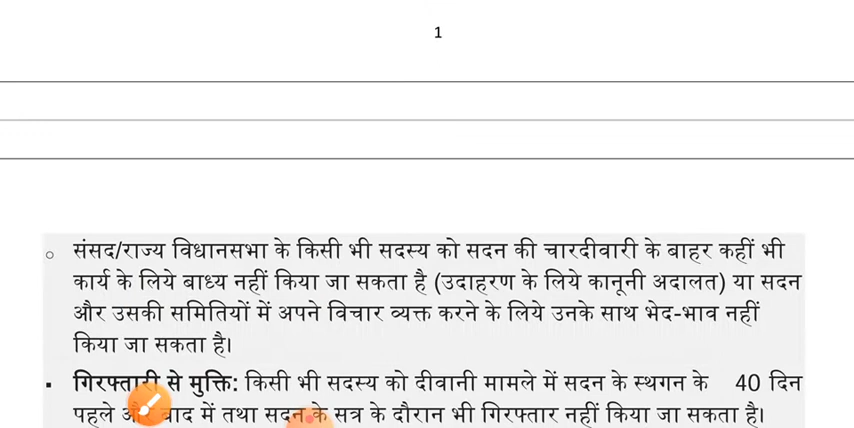 1
○ संसद/राज्य विधानसभा के किसी भी सदस्य को सदन की चारदीवारी के बाहर कहीं भी
कार्य के लिये बाध्य नहीं किया जा सकता है (उदाहरण के लिये कानूनी अदालत) या सदन
और उसकी समितियों में अपने विचार व्यक्त करने के लिये उनके साथ भेद-भाव नहीं
किया जा सकता है।
▪ गिरफ्तारी से मुक्ति: किसी भी सदस्य को दीवानी मामले में सदन के स्थगन के 40 दिन
पहले और बाद में तथा सदन के सत्र के दौरान भी गिरफ्तार नहीं किया जा सकता है।